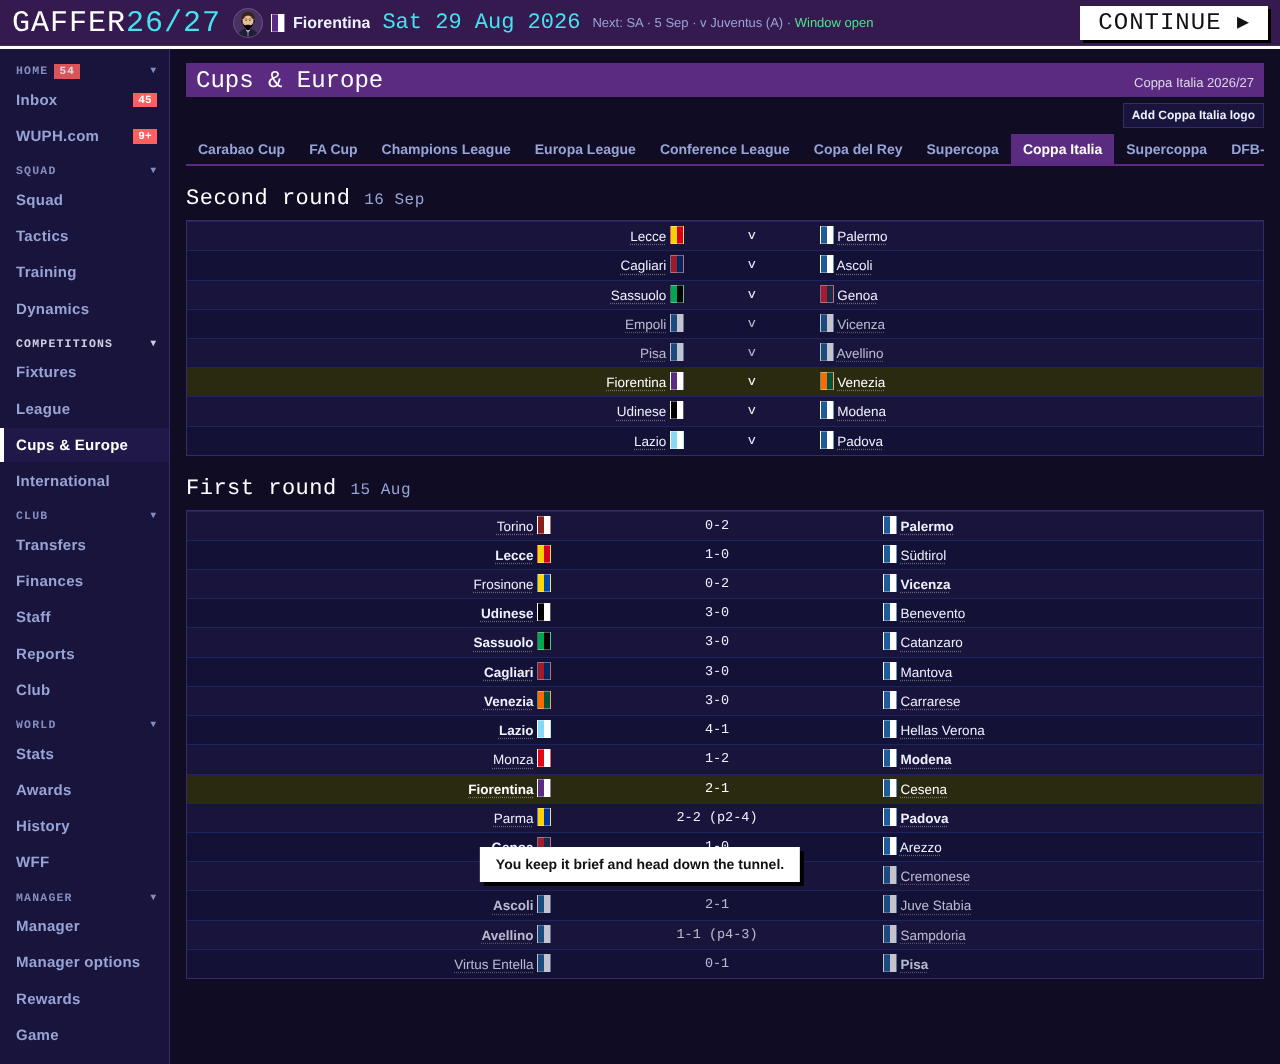 GAFFER26/27 Fiorentina Sat 29 Aug 2026 Next: SA · 5 Sep · v Juventus (A) · Window open CONTINUE ▶
HOME 54 ▼
Inbox 45
WUPH.com 9+
SQUAD ▼
Squad
Tactics
Training
Dynamics
COMPETITIONS ▼
Fixtures
League
Cups & Europe
International
CLUB ▼
Transfers
Finances
Staff
Reports
Club
WORLD ▼
Stats
Awards
History
WFF
MANAGER ▼
Manager
Manager options
Rewards
Game
Cups & Europe Coppa Italia 2026/27
Add Coppa Italia logo
Carabao Cup FA Cup Champions League Europa League Conference League Copa del Rey Supercopa Coppa Italia Supercoppa DFB-
Second round 16 Sep
Lecce v Palermo
Cagliari v Ascoli
Sassuolo v Genoa
Empoli v Vicenza
Pisa v Avellino
Fiorentina v Venezia
Udinese v Modena
Lazio v Padova
First round 15 Aug
Torino 0-2 Palermo
Lecce 1-0 Südtirol
Frosinone 0-2 Vicenza
Udinese 3-0 Benevento
Sassuolo 3-0 Catanzaro
Cagliari 3-0 Mantova
Venezia 3-0 Carrarese
Lazio 4-1 Hellas Verona
Monza 1-2 Modena
Fiorentina 2-1 Cesena
Parma 2-2 (p2-4) Padova
Genoa 1-0 Arezzo
You keep it brief and head down the tunnel.
Cremonese
Ascoli 2-1 Juve Stabia
Avellino 1-1 (p4-3) Sampdoria
Virtus Entella 0-1 Pisa